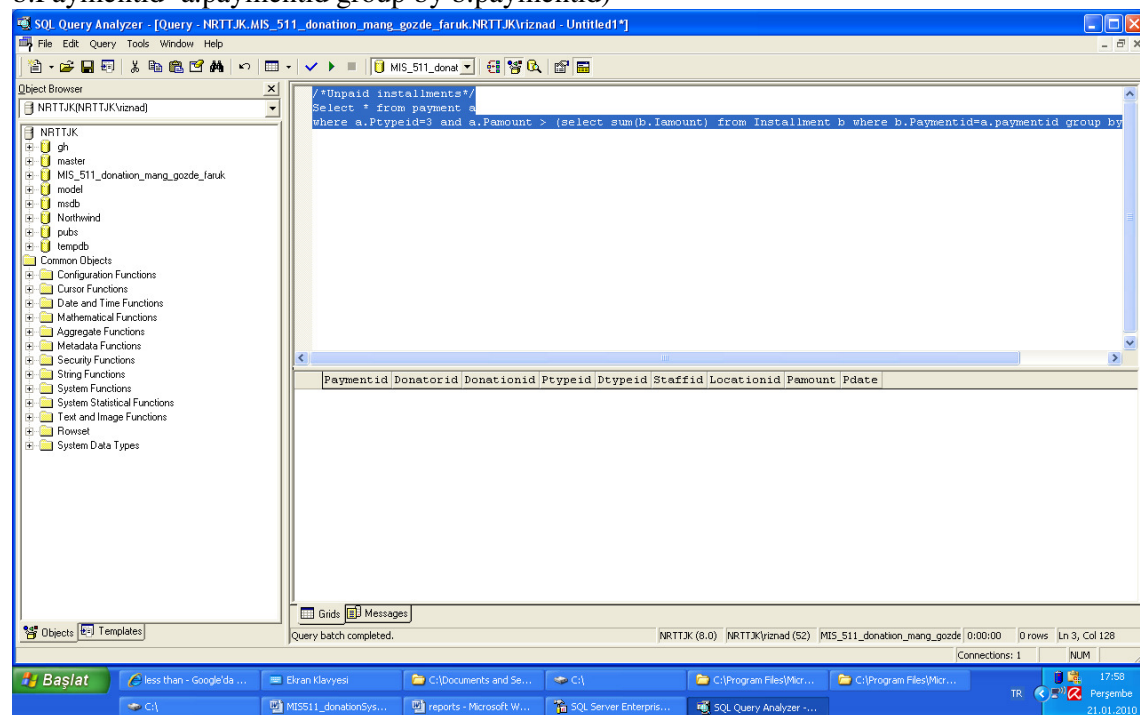 b.Paymentid=a.paymentid group by b.paymentid)
SQL Query Analyzer - [Query - NRTTJK.MIS_511_donatiion_mang_gozde_faruk.NRTTJK\riznad - Untitled1*]
File Edit Query Tools Window Help
MIS_511_donat
Object Browser
NRTTJK(NRTTJK\riznad)
NRTTJK
gh
master
MIS_511_donatiion_mang_gozde_faruk
model
msdb
Northwind
pubs
tempdb
Common Objects
Configuration Functions
Cursor Functions
Date and Time Functions
Mathematical Functions
Aggregate Functions
Metadata Functions
Security Functions
String Functions
System Functions
System Statistical Functions
Text and Image Functions
Rowset
System Data Types
Objects Templates
/*Unpaid installments*/
Select * from payment a
where a.Ptypeid=3 and a.Pamount > (select sum(b.Iamount) from Installment b where b.Paymentid=a.paymentid group by
Paymentid Donatorid Donationid Ptypeid Dtypeid Staffid Locationid Pamount Pdate
Grids Messages
Query batch completed. NRTTJK (8.0) NRTTJK\riznad (52) MIS_511_donatiion_mang_gozde 0:00:00 0 rows Ln 3, Col 128
Connections: 1 NUM
Başlat less than - Google'da ... Ekran Klavyesi C:\Documents and Se... C:\ C:\Program Files\Micr... C:\Program Files\Micr... 17:58
TR Perşembe
C:\ MIS511_donationSys... reports - Microsoft W... SQL Server Enterpris... SQL Query Analyzer -... 21.01.2010